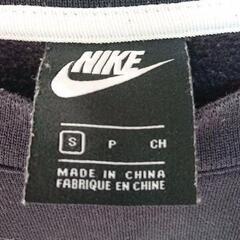 NIKE
S P CH
MADE IN CHINA
FABRIQUE EN CHINE